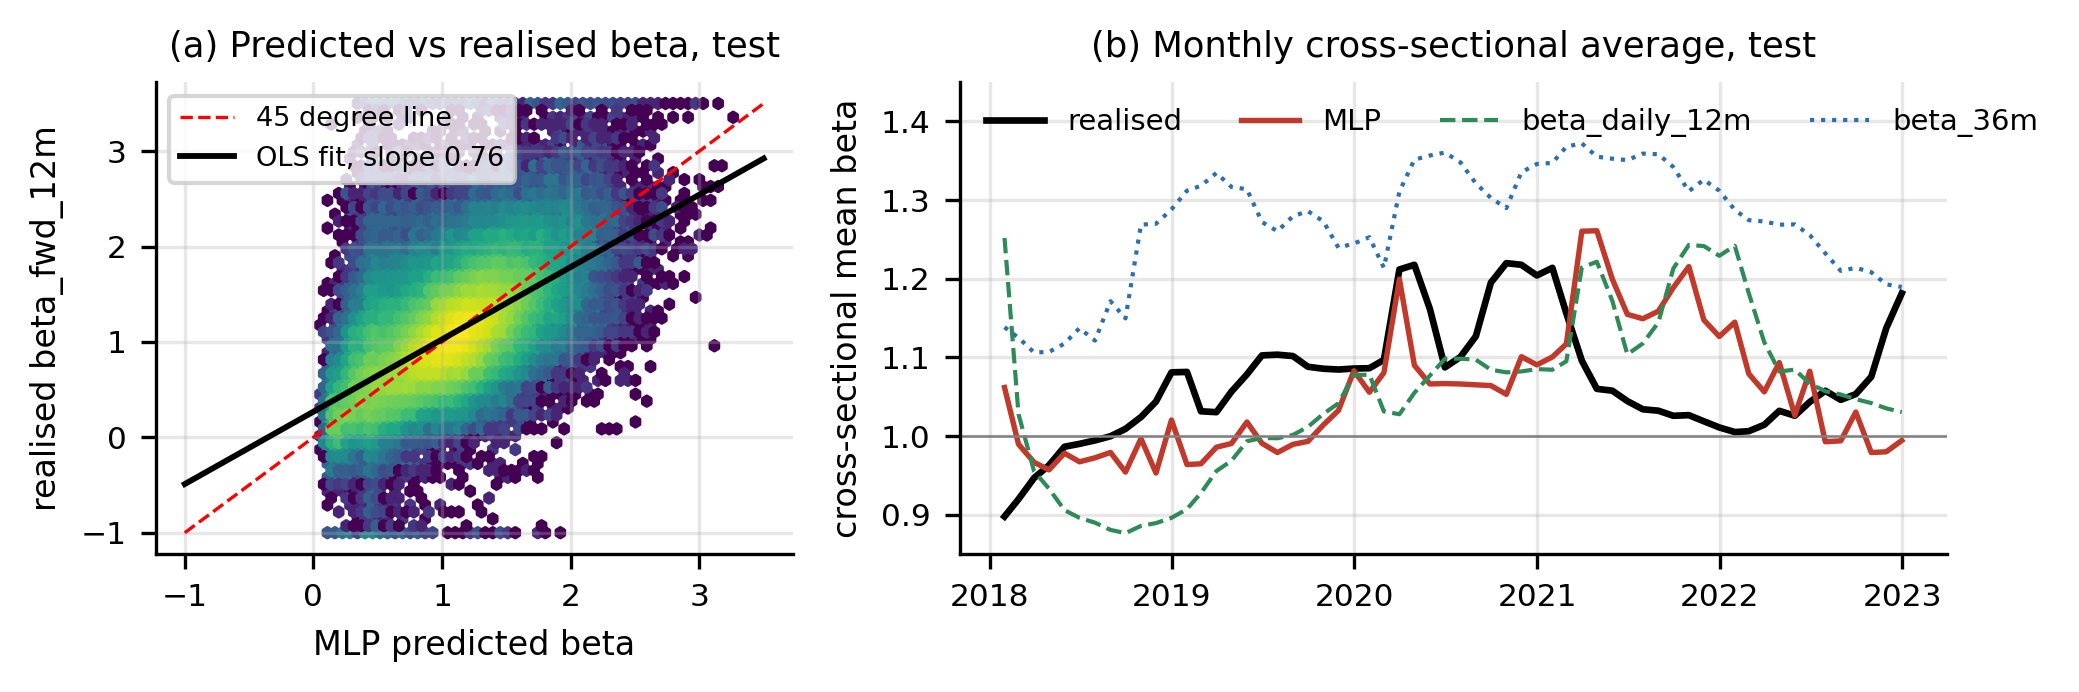 (a) Predicted vs realised beta, test
45 degree line
OLS fit, slope 0.76
realised beta_fwd_12m
3
2
1
0
−1
−1 0 1 2 3
MLP predicted beta
(b) Monthly cross-sectional average, test
realised MLP beta_daily_12m beta_36m
cross-sectional mean beta
1.4
1.3
1.2
1.1
1.0
0.9
2018 2019 2020 2021 2022 2023